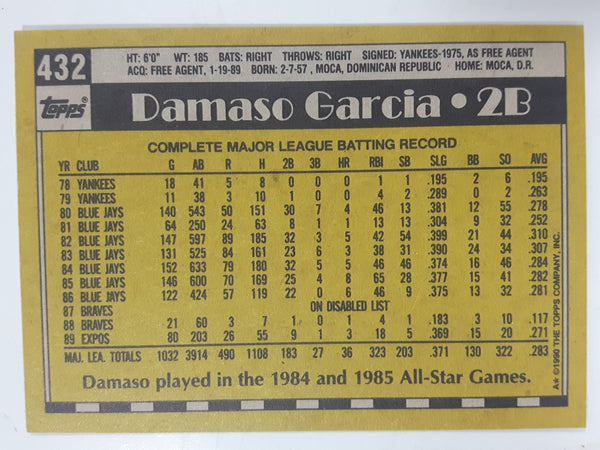 432
HT: 6'0" WT: 185 BATS: RIGHT THROWS: RIGHT SIGNED: YANKEES-1975, AS FREE AGENT
ACQ: FREE AGENT, 1-19-89 BORN: 2-7-57, MOCA, DOMINICAN REPUBLIC HOME: MOCA, D.R.
Topps®
Damaso Garcia • 2B
COMPLETE MAJOR LEAGUE BATTING RECORD
YR CLUB G AB R H 2B 3B HR RBI SB SLG BB SO AVG
78 YANKEES 18 41 5 8 0 0 0 1 1 .195 2 6 .195
79 YANKEES 11 38 3 10 1 0 0 4 2 .289 0 2 .263
80 BLUE JAYS 140 543 50 151 30 7 4 46 13 .381 12 55 .278
81 BLUE JAYS 64 250 24 63 8 1 1 13 13 .304 9 32 .252
82 BLUE JAYS 147 597 89 185 32 3 5 42 54 .399 21 44 .310
83 BLUE JAYS 131 525 84 161 23 6 3 38 31 .390 24 34 .307
84 BLUE JAYS 152 633 79 180 32 5 5 46 46 .374 16 46 .284
85 BLUE JAYS 146 600 70 169 25 4 8 65 28 .377 15 41 .282
86 BLUE JAYS 122 424 57 119 22 0 6 46 9 .375 13 32 .281
87 BRAVES ON DISABLED LIST
88 BRAVES 21 60 3 7 1 0 1 4 1 .183 3 10 .117
89 EXPOS 80 203 26 55 9 1 3 18 5 .369 15 20 .271
MAJ. LEA. TOTALS 1032 3914 490 1108 183 27 36 323 203 .371 130 322 .283
Damaso played in the 1984 and 1985 All-Star Games.
A★ ©1990 THE TOPPS COMPANY, INC.